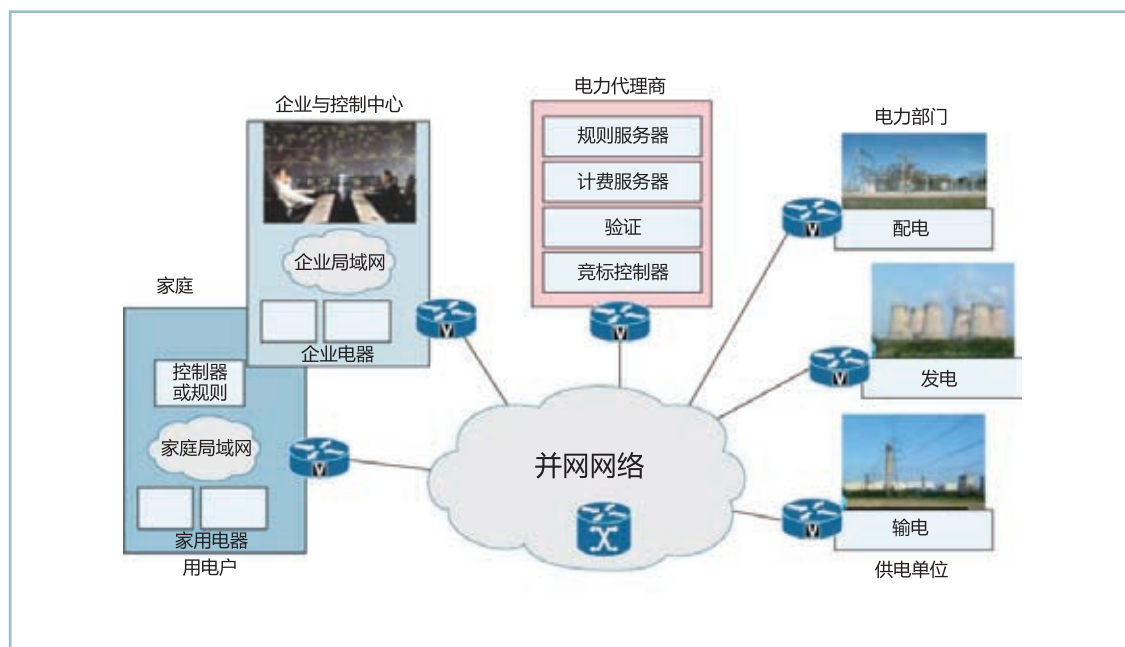 企业与控制中心
企业局域网
企业电器
家庭
控制器
或规则
家庭局域网
家用电器
用电户
电力代理商
规则服务器
计费服务器
验证
竞标控制器
V
V
V
并网网络
电力部门
V
配电
V
发电
V
输电
供电单位